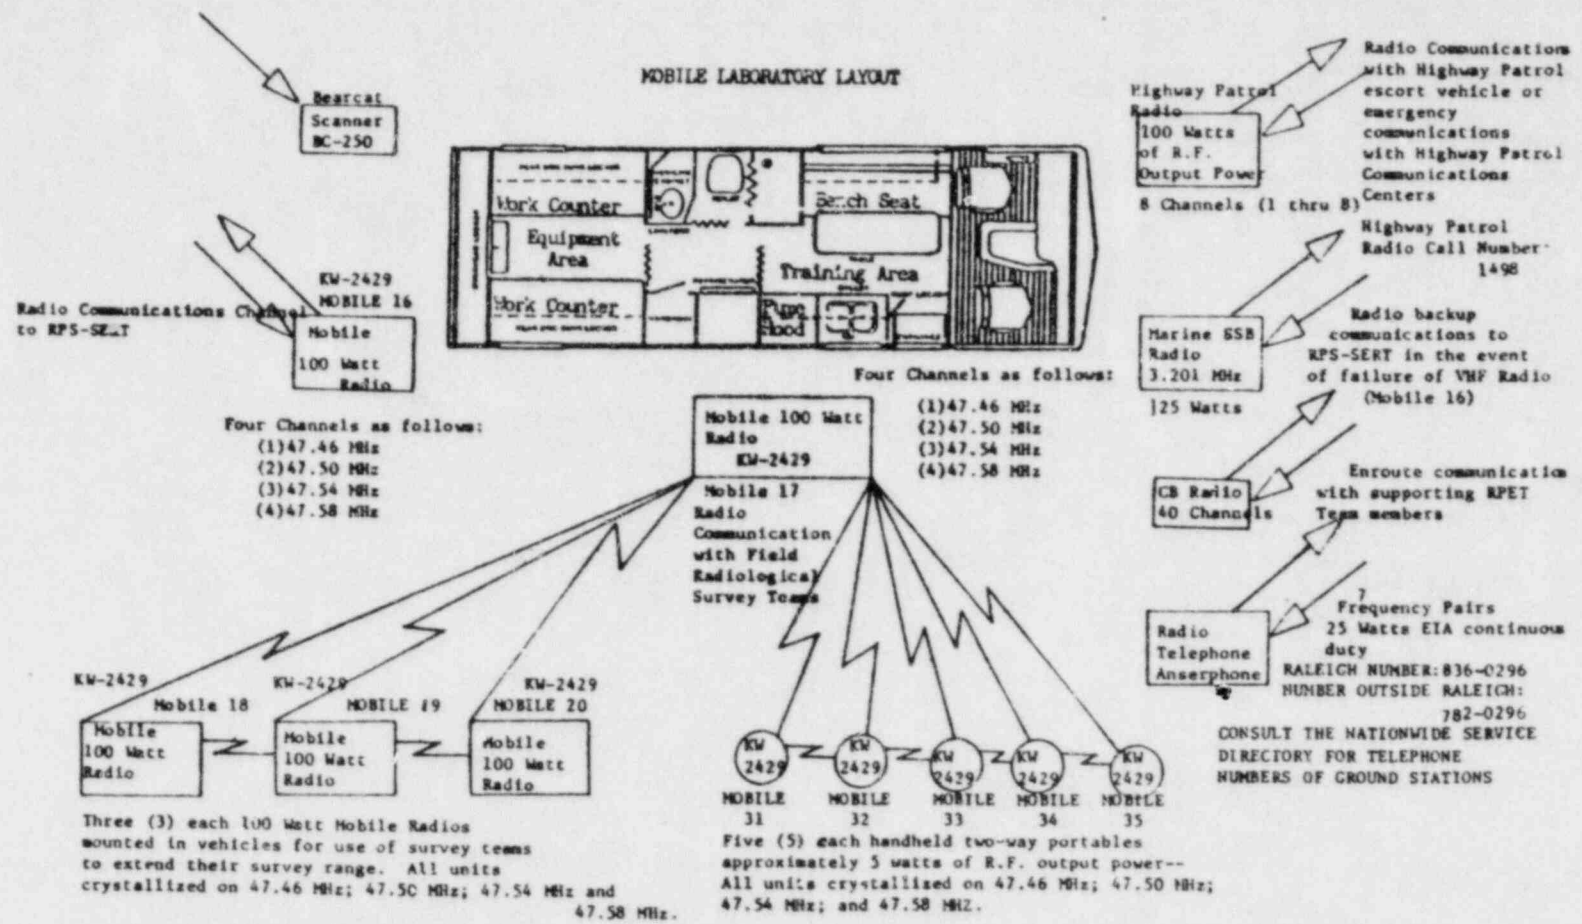 MOBILE LABORATORY LAYOUT
Bearcat
Scanner
BC-250
Work Counter
Equipment
Area
Work Counter
Bench Seat
Training Area
Fume
Hood
KW-2429
MOBILE 16
Radio Communications Channel
to RPS-SERT
Mobile
100 Watt
Radio
Four Channels as follows:
(1)47.46 MHz
(2)47.50 MHz
(3)47.54 MHz
(4)47.58 MHz
Mobile 100 Watt
Radio
KW-2429
Mobile 17
Radio
Communication
with Field
Radiological
Survey Teams
Four Channels as follows:
(1)47.46 MHz
(2)47.50 MHz
(3)47.54 MHz
(4)47.58 MHz
Highway Patrol
Radio
100 Watts
of R.F.
Output Power
8 Channels (1 thru 8)
Radio Communications
with Highway Patrol
escort vehicle or
emergency
communications
with Highway Patrol
Communications
Centers
Highway Patrol
Radio Call Number
1498
Marine SSB
Radio
3.201 MHz
125 Watts
Radio backup
communications to
RPS-SERT in the event
of failure of VHF Radio
(Mobile 16)
CB Radio
40 Channels
Enroute communication
with supporting RPET
Team members
Radio
Telephone
Anserphone
7
Frequency Pairs
25 Watts EIA continuous
duty
RALEIGH NUMBER:836-0296
NUMBER OUTSIDE RALEIGH:
782-0296
CONSULT THE NATIONWIDE SERVICE
DIRECTORY FOR TELEPHONE
NUMBERS OF GROUND STATIONS
KW-2429
Mobile 18
Mobile
100 Watt
Radio
KW-2429
MOBILE 19
Mobile
100 Watt
Radio
KW-2429
MOBILE 20
Mobile
100 Watt
Radio
Three (3) each 100 Watt Mobile Radios
mounted in vehicles for use of survey teams
to extend their survey range.  All units
crystallized on 47.46 MHz; 47.50 MHz; 47.54 MHz and
47.58 MHz.
KW
2429
MOBILE
31
KW
2429
MOBILE
32
KW
2429
MOBILE
33
KW
2429
MOBILE
34
KW
2429
MOBILE
35
Five (5) each handheld two-way portables
approximately 5 watts of R.F. output power--
All units crystallized on 47.46 MHz; 47.50 MHz;
47.54 MHz; and 47.58 MHZ.